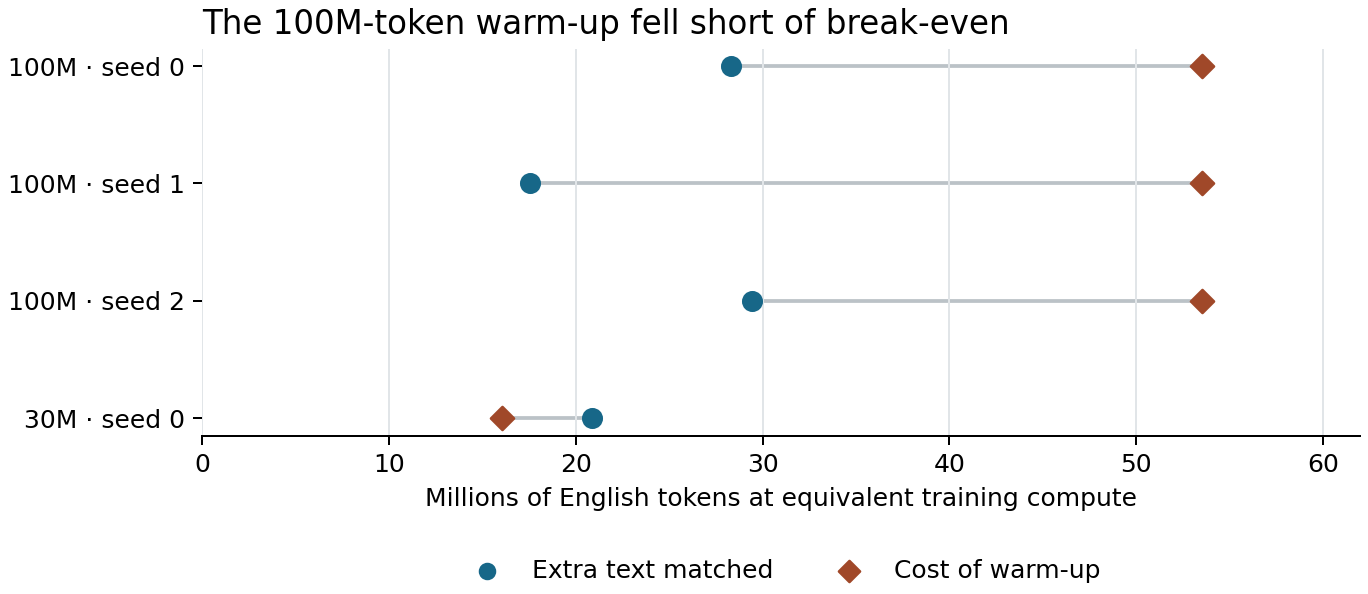 The 100M-token warm-up fell short of break-even
100M · seed 0
100M · seed 1
100M · seed 2
30M · seed 0
0 10 20 30 40 50 60
Millions of English tokens at equivalent training compute
Extra text matched Cost of warm-up